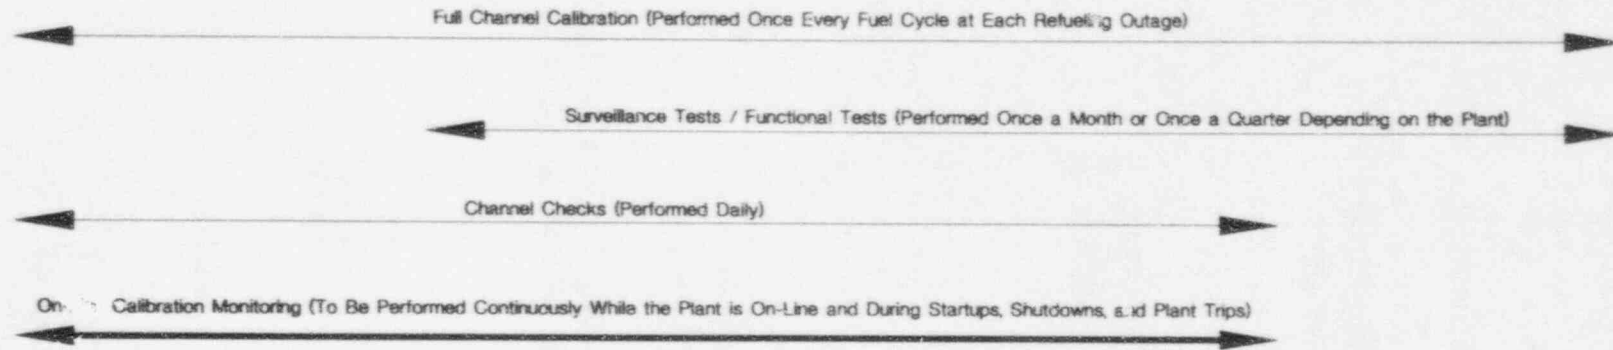 Full Channel Calibration (Performed Once Every Fuel Cycle at Each Refueling Outage)
Surveillance Tests / Functional Tests (Performed Once a Month or Once a Quarter Depending on the Plant)
Channel Checks (Performed Daily)
On- Calibration Monitoring (To Be Performed Continuously While the Plant is On-Line and During Startups, Shutdowns, and Plant Trips)